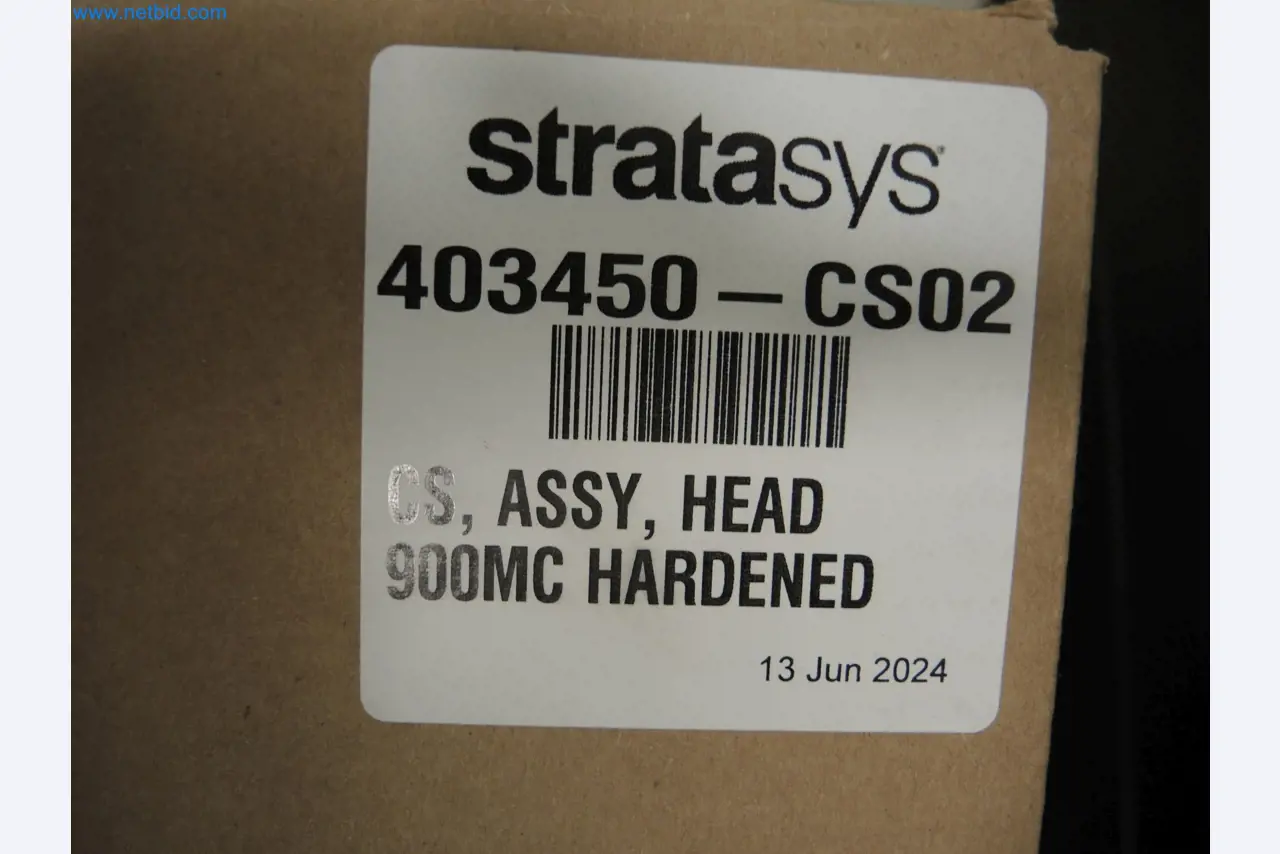 www.netbid.com
stratasys
403450 – CS02
CS, ASSY, HEAD
900MC HARDENED
13 Jun 2024